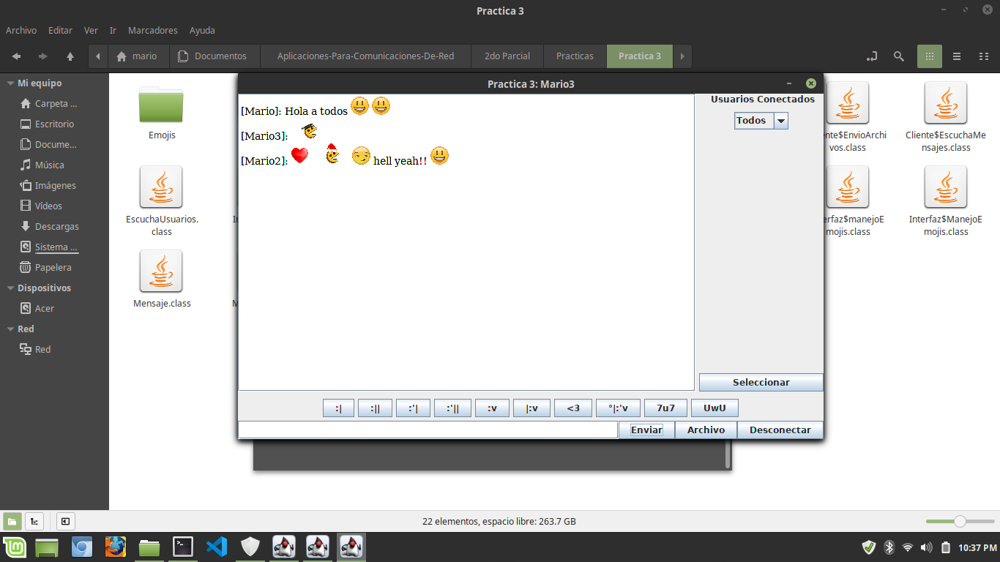 Practica 3
Archivo Editar Ver Ir Marcadores Ayuda
mario Documentos Aplicaciones-Para-Comunicaciones-De-Red 2do Parcial Practicas Practica 3
Mi equipo
Carpeta ...
Escritorio
Docume...
Música
Imágenes
Vídeos
Descargas
Sistema ...
Papelera
Dispositivos
Acer
Red
Red
Emojis
EscuchaUsuarios.
class
Mensaje.class
Practica 3: Mario3
[Mario]: Hola a todos
[Mario3]:
[Mario2]: hell yeah!!
Usuarios Conectados
Todos
Seleccionar
:| :|| :'| :'|| :v |:v <3 °|:'v 7u7 UwU
Enviar Archivo Desconectar
nte$EnvioArchi
vos.class
Cliente$EscuchaMe
nsajes.class
erfaz$manejoE
mojis.class
Interfaz$ManejoE
mojis.class
22 elementos, espacio libre: 263.7 GB
10:37 PM